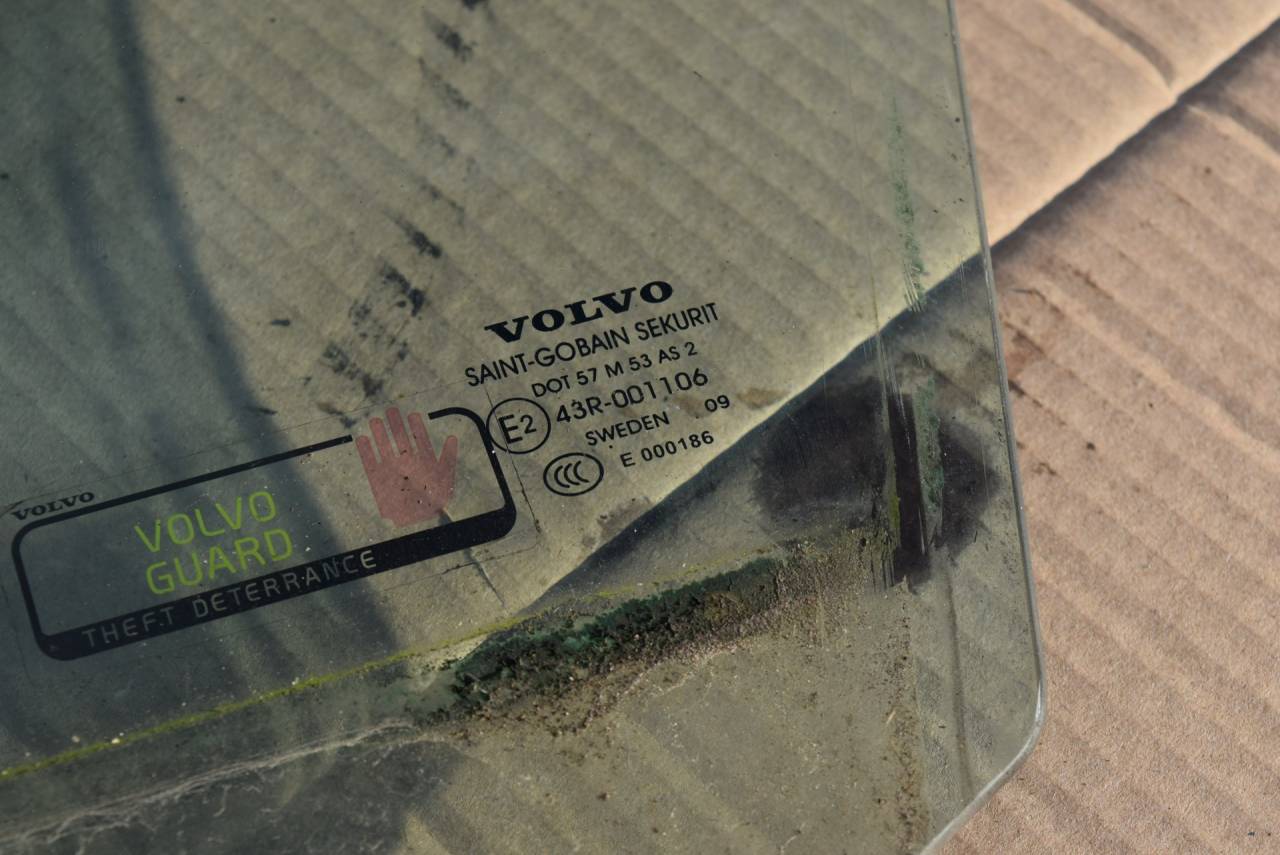 VOLVO
SAINT-GOBAIN SEKURIT
DOT 57 M 53 AS 2
E2 43R-001106
SWEDEN 09
CCC E 000186
VOLVO
VOLVO
GUARD
THEFT DETERRANCE